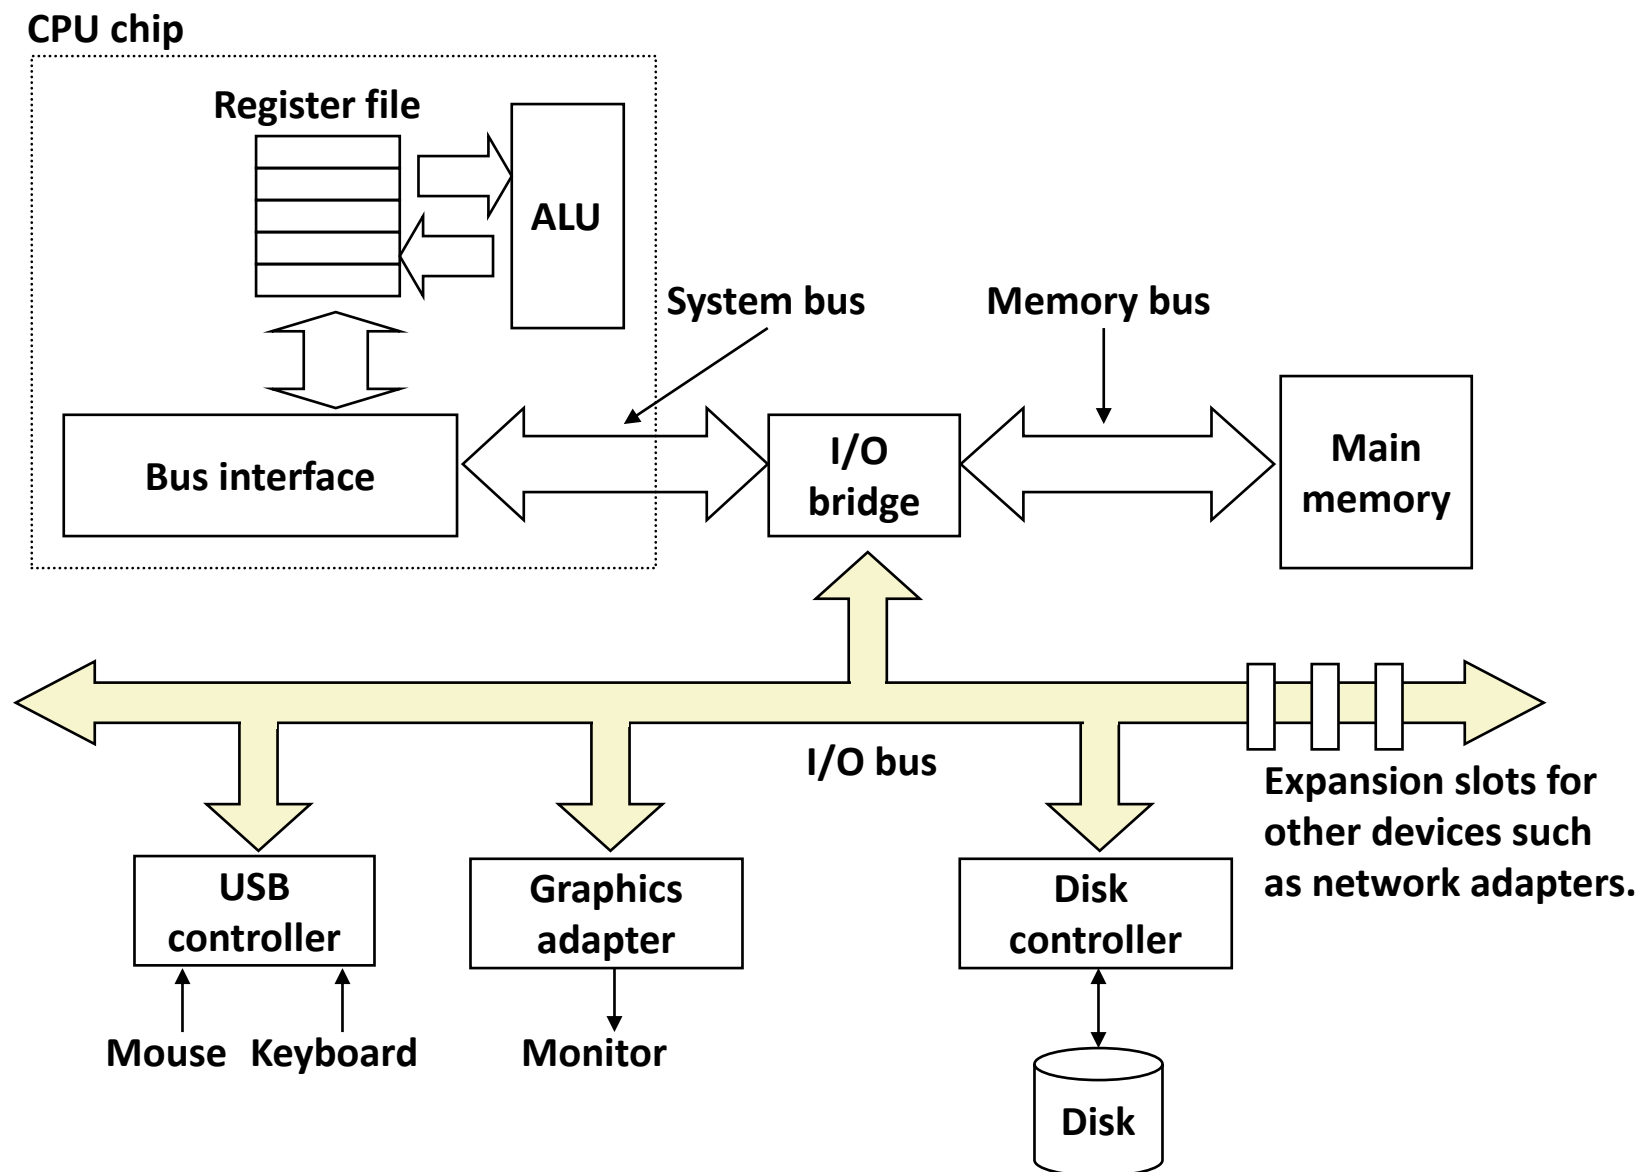 CPU chip
Register file
ALU
System bus
Memory bus
Bus interface
I/O
bridge
Main
memory
I/O bus
Expansion slots for
other devices such
as network adapters.
USB
controller
Graphics
adapter
Disk
controller
Mouse
Keyboard
Monitor
Disk